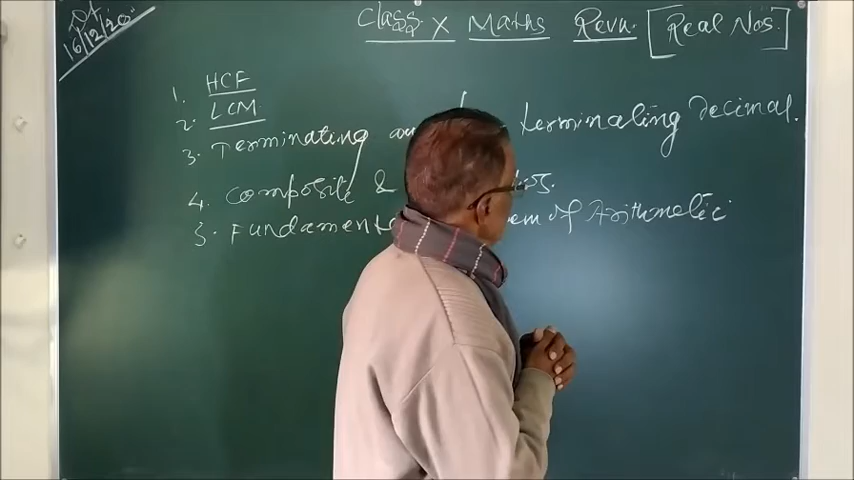 Dt 16/12/20
Class X Maths Revn. [Real Nos.]
1. HCF
2. LCM
3. Terminating terminating Decimal.
4. Composite &
5. Fundament of Arithmetic